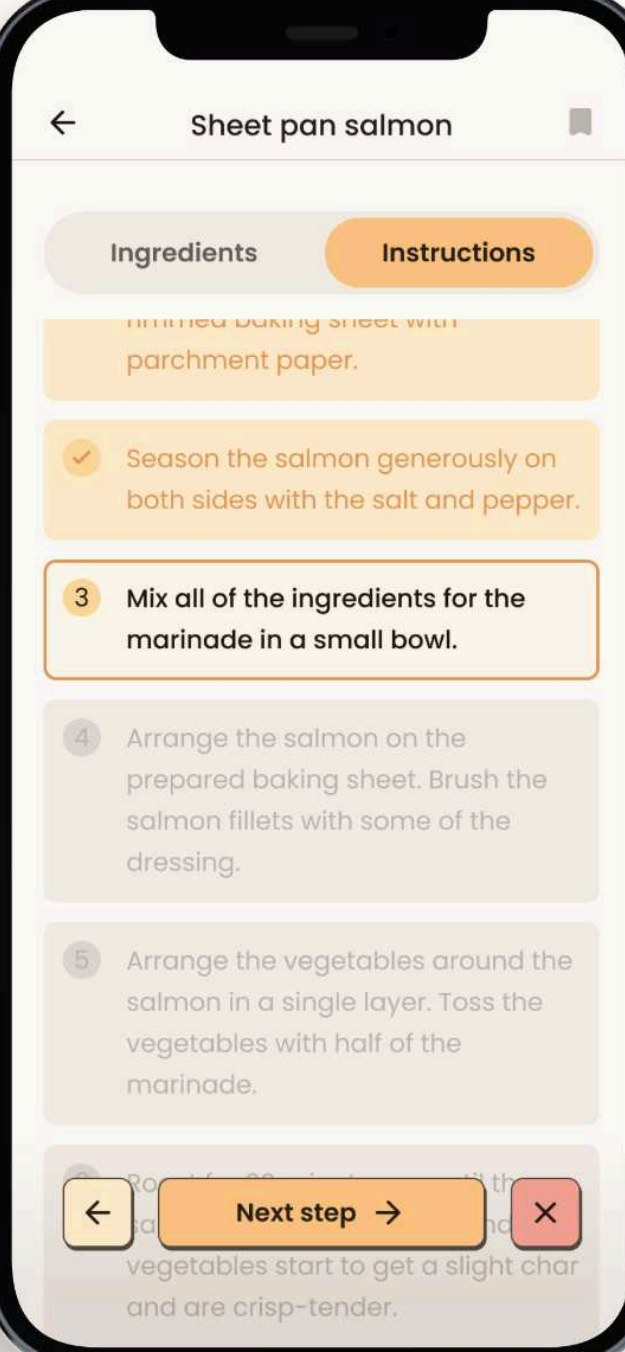 Sheet pan salmon
Ingredients
Instructions
rimmed baking sheet with
parchment paper.
Season the salmon generously on
both sides with the salt and pepper.
3
Mix all of the ingredients for the
marinade in a small bowl.
4
Arrange the salmon on the
prepared baking sheet. Brush the
salmon fillets with some of the
dressing.
5
Arrange the vegetables around the
salmon in a single layer. Toss the
vegetables with half of the
marinade.
Next step
vegetables start to get a slight char
and are crisp-tender.